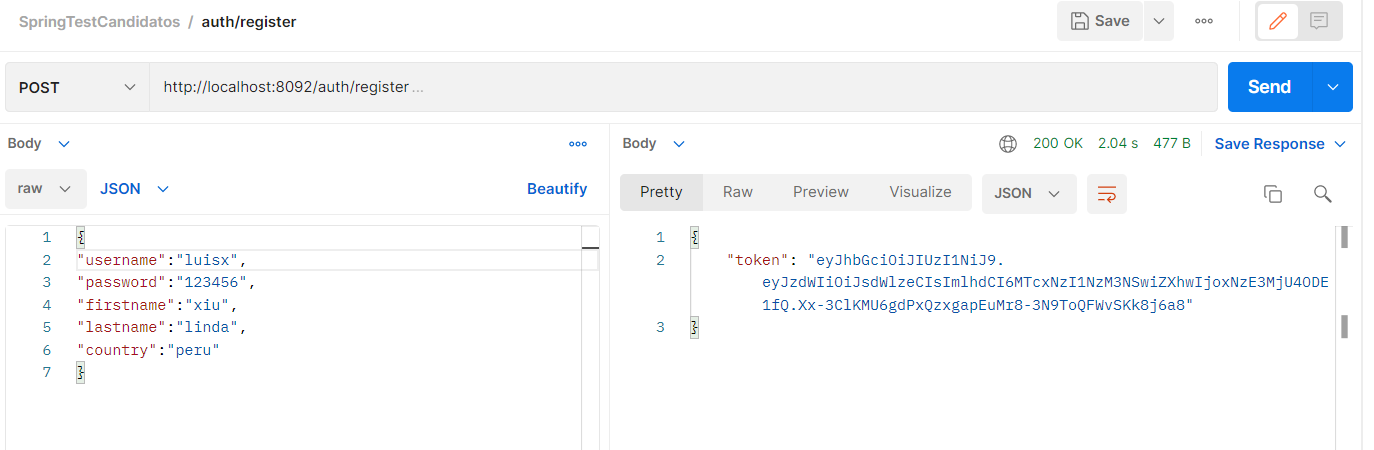 SpringTestCandidatos / auth/register
Save
POST
http://localhost:8092/auth/register ...
Send
Body
raw
JSON
Beautify
1 {
2 "username":"luisx",
3 "password":"123456",
4 "firstname":"xiu",
5 "lastname":"linda",
6 "country":"peru"
7 }
Body
200 OK 2.04 s 477 B Save Response
Pretty Raw Preview Visualize JSON
1 {
2 "token": "eyJhbGciOiJIUzI1NiJ9.
eyJzdWIiOiJsdWlzeCIsImlhdCI6MTcxNzI1NzM3NSwiZXhwIjoxNzE3MjU4ODE
1fQ.Xx-3ClKMU6gdPxQzxgapEuMr8-3N9ToQFWvSKk8j6a8"
3 }